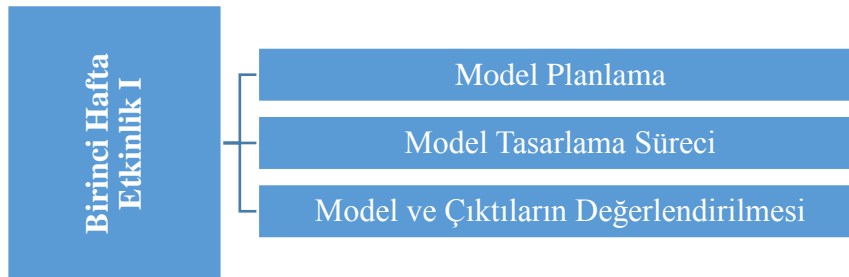 Birinci Hafta
Etkinlik I
Model Planlama
Model Tasarlama Süreci
Model ve Çıktıların Değerlendirilmesi